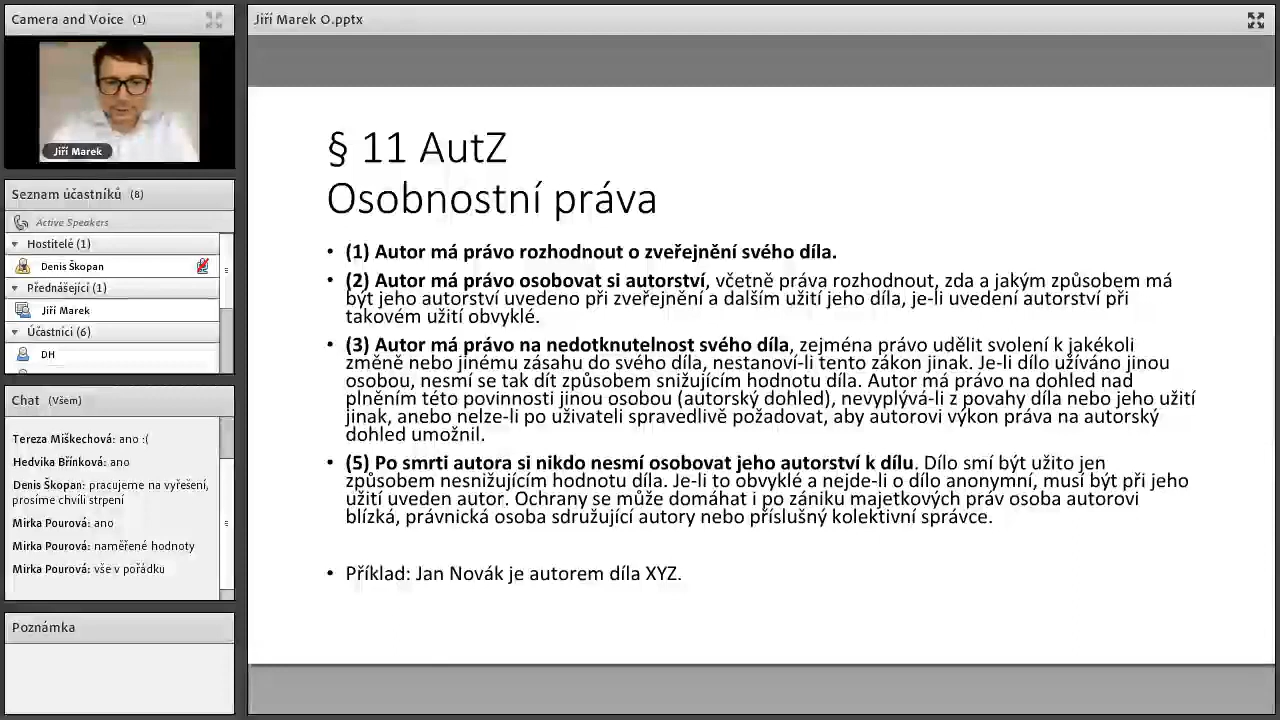 Camera and Voice (1)
Jiří Marek
Seznam účastníků (8)
Active Speakers
Hostitelé (1)
Denis Škopan
Přednášející (1)
Jiří Marek
Účastníci (6)
DH
Chat (Všem)
Tereza Miškechová: ano :(
Hedvika Břínková: ano
Denis Škopan: pracujeme na vyřešení,
prosíme chvíli strpení
Mirka Pourová: ano
Mirka Pourová: naměřené hodnoty
Mirka Pourová: vše v pořádku
Poznámka
Jiří Marek O.pptx
§ 11 AutZ
Osobnostní práva
• (1) Autor má právo rozhodnout o zveřejnění svého díla.
• (2) Autor má právo osobovat si autorství, včetně práva rozhodnout, zda a jakým způsobem má
být jeho autorství uvedeno při zveřejnění a dalším užití jeho díla, je-li uvedení autorství při
takovém užití obvyklé.
• (3) Autor má právo na nedotknutelnost svého díla, zejména právo udělit svolení k jakékoli
změně nebo jinému zásahu do svého díla, nestanoví-li tento zákon jinak. Je-li dílo užíváno jinou
osobou, nesmí se tak dít způsobem snižujícím hodnotu díla. Autor má právo na dohled nad
plněním této povinnosti jinou osobou (autorský dohled), nevyplývá-li z povahy díla nebo jeho užití
jinak, anebo nelze-li po uživateli spravedlivě požadovat, aby autorovi výkon práva na autorský
dohled umožnil.
• (5) Po smrti autora si nikdo nesmí osobovat jeho autorství k dílu. Dílo smí být užito jen
způsobem nesnižujícím hodnotu díla. Je-li to obvyklé a nejde-li o dílo anonymní, musí být při jeho
užití uveden autor. Ochrany se může domáhat i po zániku majetkových práv osoba autorovi
blízká, právnická osoba sdružující autory nebo příslušný kolektivní správce.
• Příklad: Jan Novák je autorem díla XYZ.